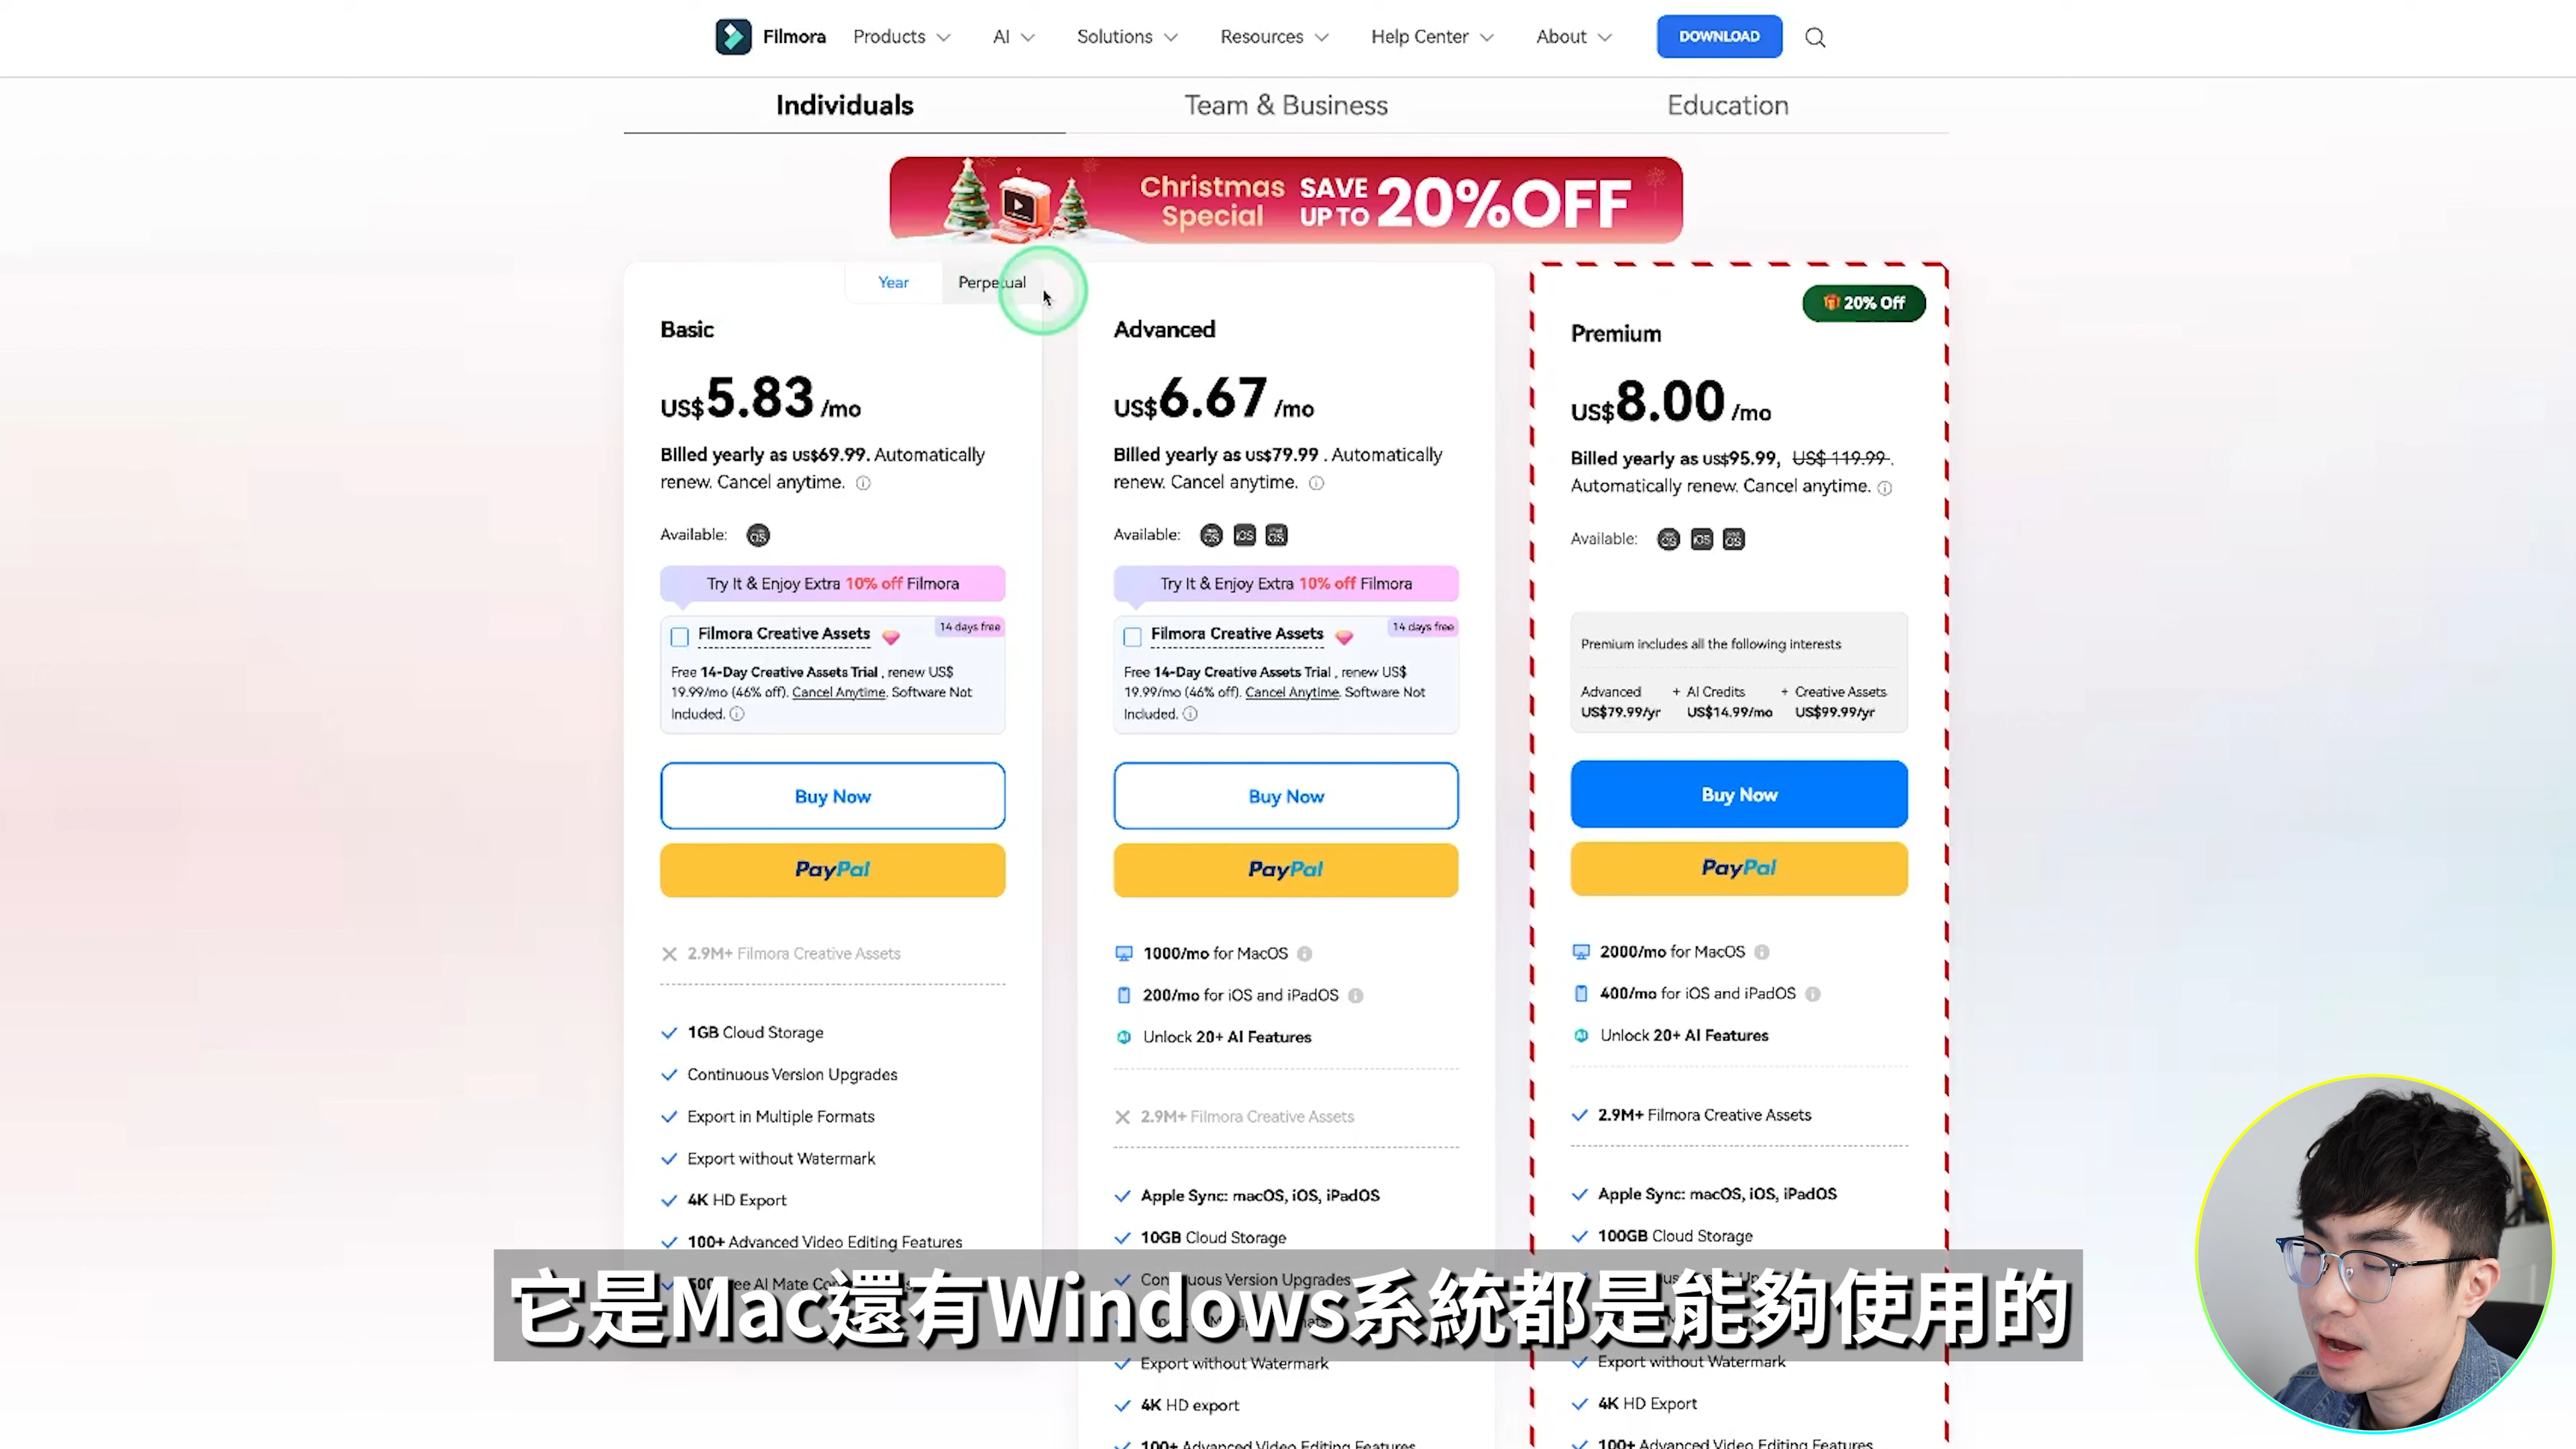 Filmora Products AI Solutions Resources Help Center About DOWNLOAD
Individuals Team & Business Education
Christmas Special SAVE UP TO 20%OFF
Year Perpetual
Basic
US$5.83 /mo
Billed yearly as US$69.99. Automatically
renew. Cancel anytime.
Available:
Try It & Enjoy Extra 10% off Filmora
Filmora Creative Assets
14 days free
Free 14-Day Creative Assets Trial , renew US$
19.99/mo (46% off). Cancel Anytime. Software Not
Included.
Buy Now
PayPal
2.9M+ Filmora Creative Assets
1GB Cloud Storage
Continuous Version Upgrades
Export in Multiple Formats
Export without Watermark
4K HD Export
100+ Advanced Video Editing Features
Advanced
US$6.67 /mo
Billed yearly as US$79.99 . Automatically
renew. Cancel anytime.
Available:
iOS
Try It & Enjoy Extra 10% off Filmora
Filmora Creative Assets
14 days free
Free 14-Day Creative Assets Trial , renew US$
19.99/mo (46% off). Cancel Anytime. Software Not
Included.
Buy Now
PayPal
1000/mo for MacOS
200/mo for iOS and iPadOS
Unlock 20+ AI Features
2.9M+ Filmora Creative Assets
Apple Sync: macOS, iOS, iPadOS
10GB Cloud Storage
Export without Watermark
4K HD export
100+ Advanced Video Editing Features
20% Off
Premium
US$8.00 /mo
Billed yearly as US$95.99, US$ 119.99 .
Automatically renew. Cancel anytime.
Available:
iOS
Premium includes all the following interests
Advanced + AI Credits + Creative Assets
US$79.99/yr US$14.99/mo US$99.99/yr
Buy Now
PayPal
2000/mo for MacOS
400/mo for iOS and iPadOS
Unlock 20+ AI Features
2.9M+ Filmora Creative Assets
Apple Sync: macOS, iOS, iPadOS
100GB Cloud Storage
Export without Watermark
4K HD Export
100+ Advanced Video Editing Features
它是Mac還有Windows系統都是能夠使用的